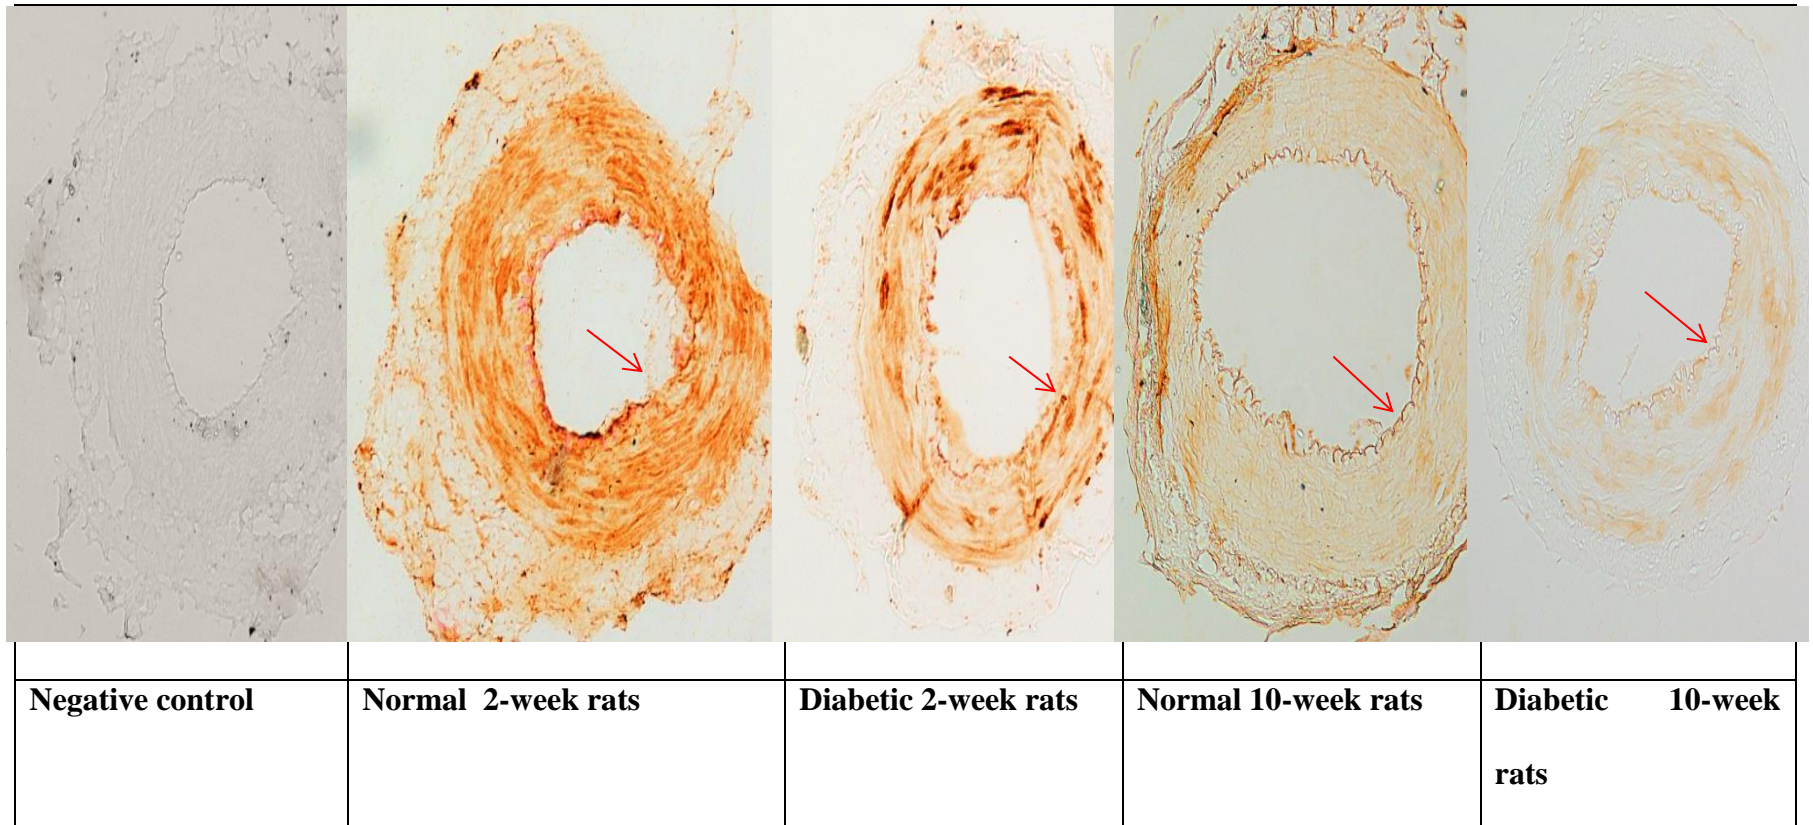 Negative control
Normal 2-week rats
Diabetic 2-week rats
Normal 10-week rats
Diabetic 10-week
rats